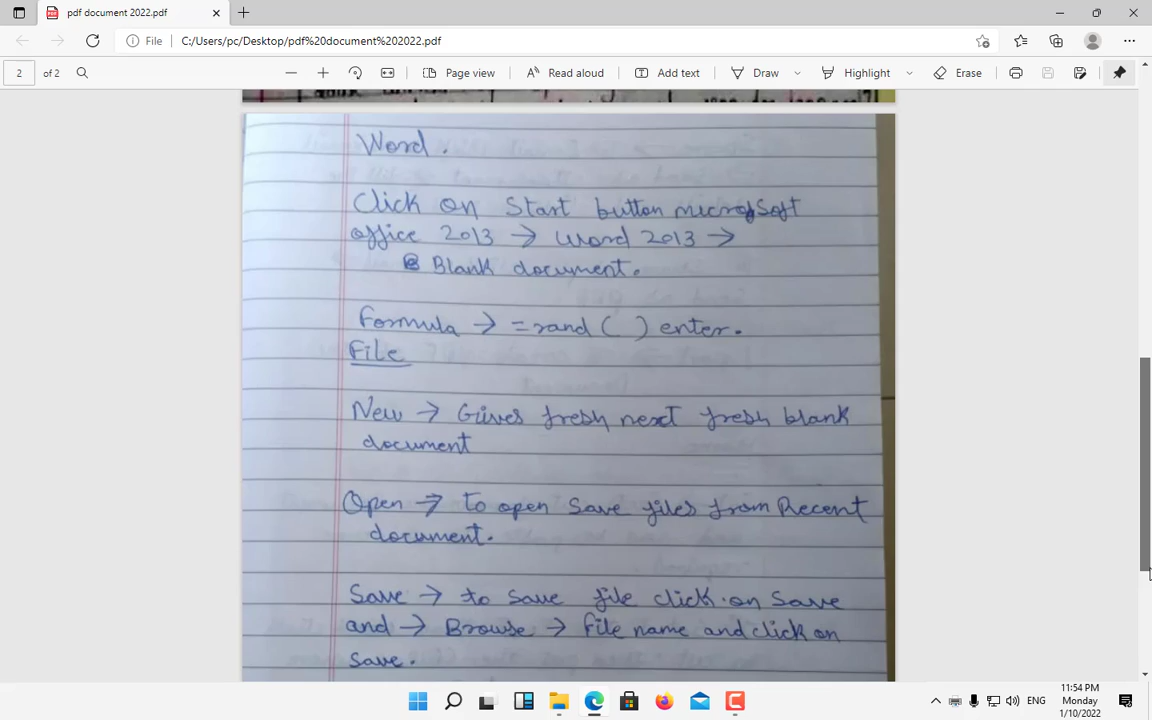 pdf document 2022.pdf
File C:/Users/pc/Desktop/pdf%20document%202022.pdf
2 of 2 Page view Read aloud Add text Draw Highlight Erase
Word.
Click on Start button microsoft
office 2013 → Word 2013 →
Blank document.
Formula → =rand ( ) enter.
File
New → Gives fresh next fresh blank
document
Open → to open Save files from Recent
document.
Save → to save file click on Save
and → Browse → file name and click on
save.
ENG
11:54 PM
Monday
1/10/2022